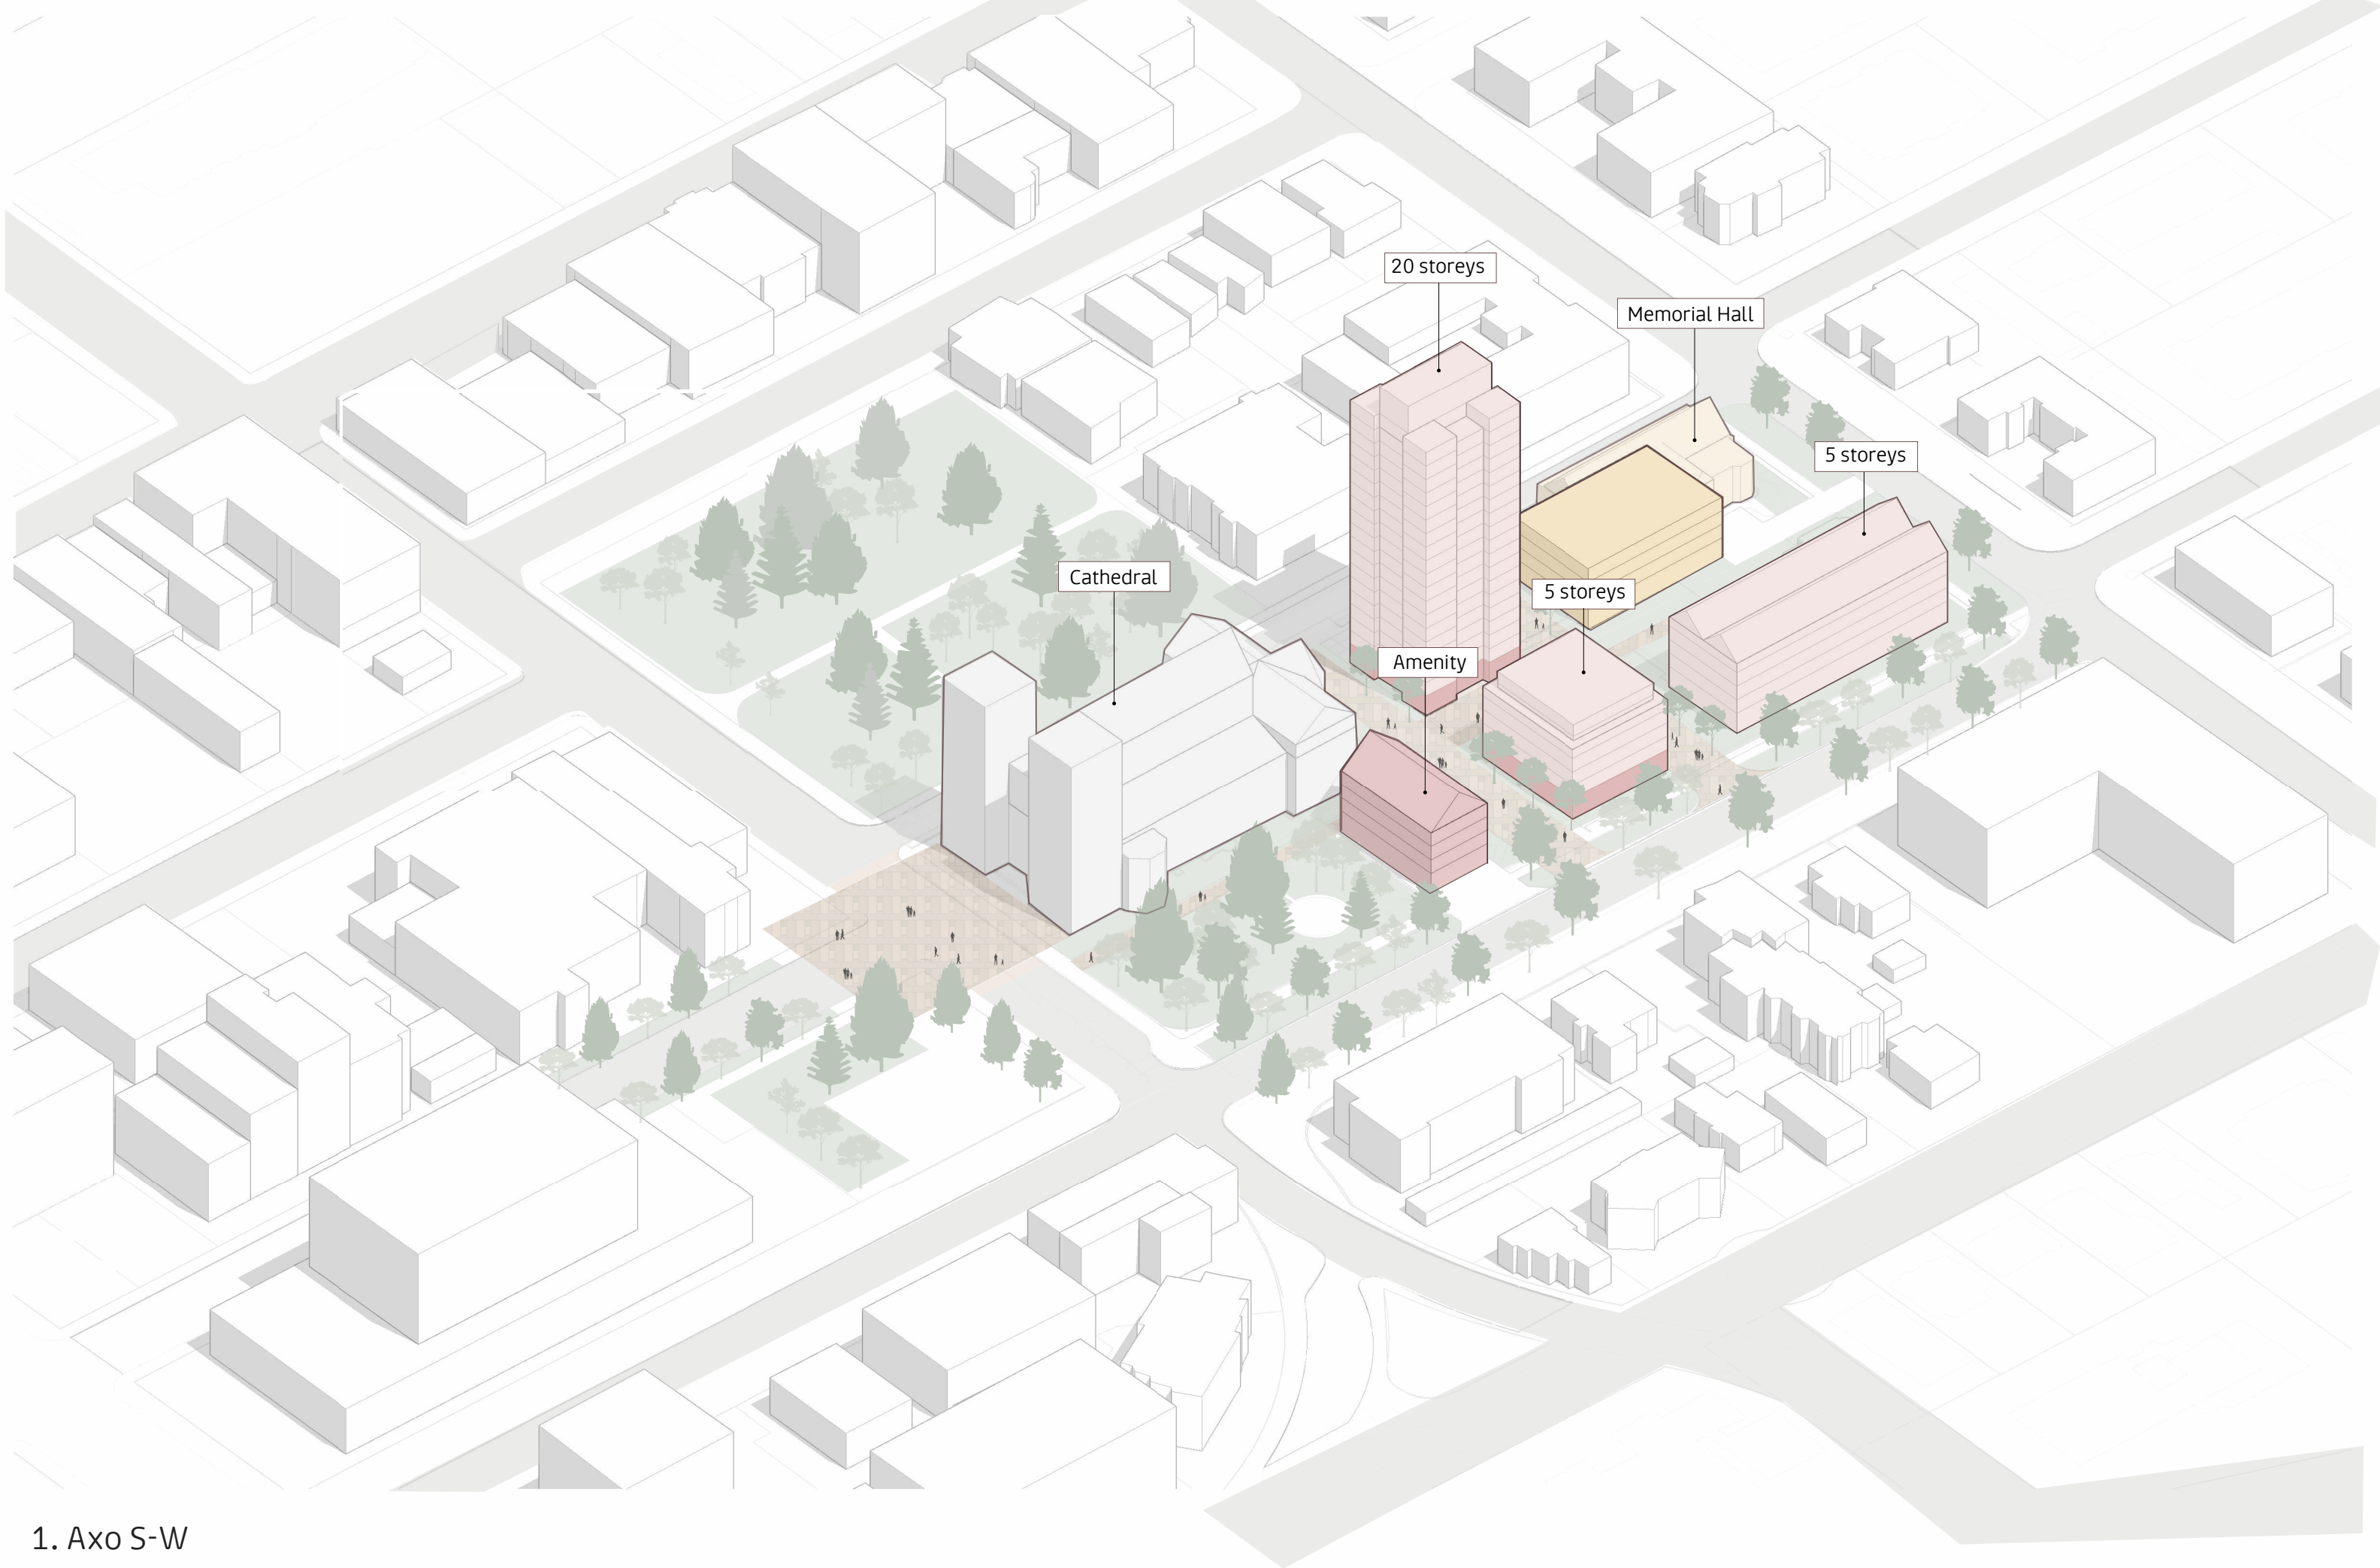 20 storeys
Memorial Hall
5 storeys
Cathedral
5 storeys
Amenity
1. Axo S-W